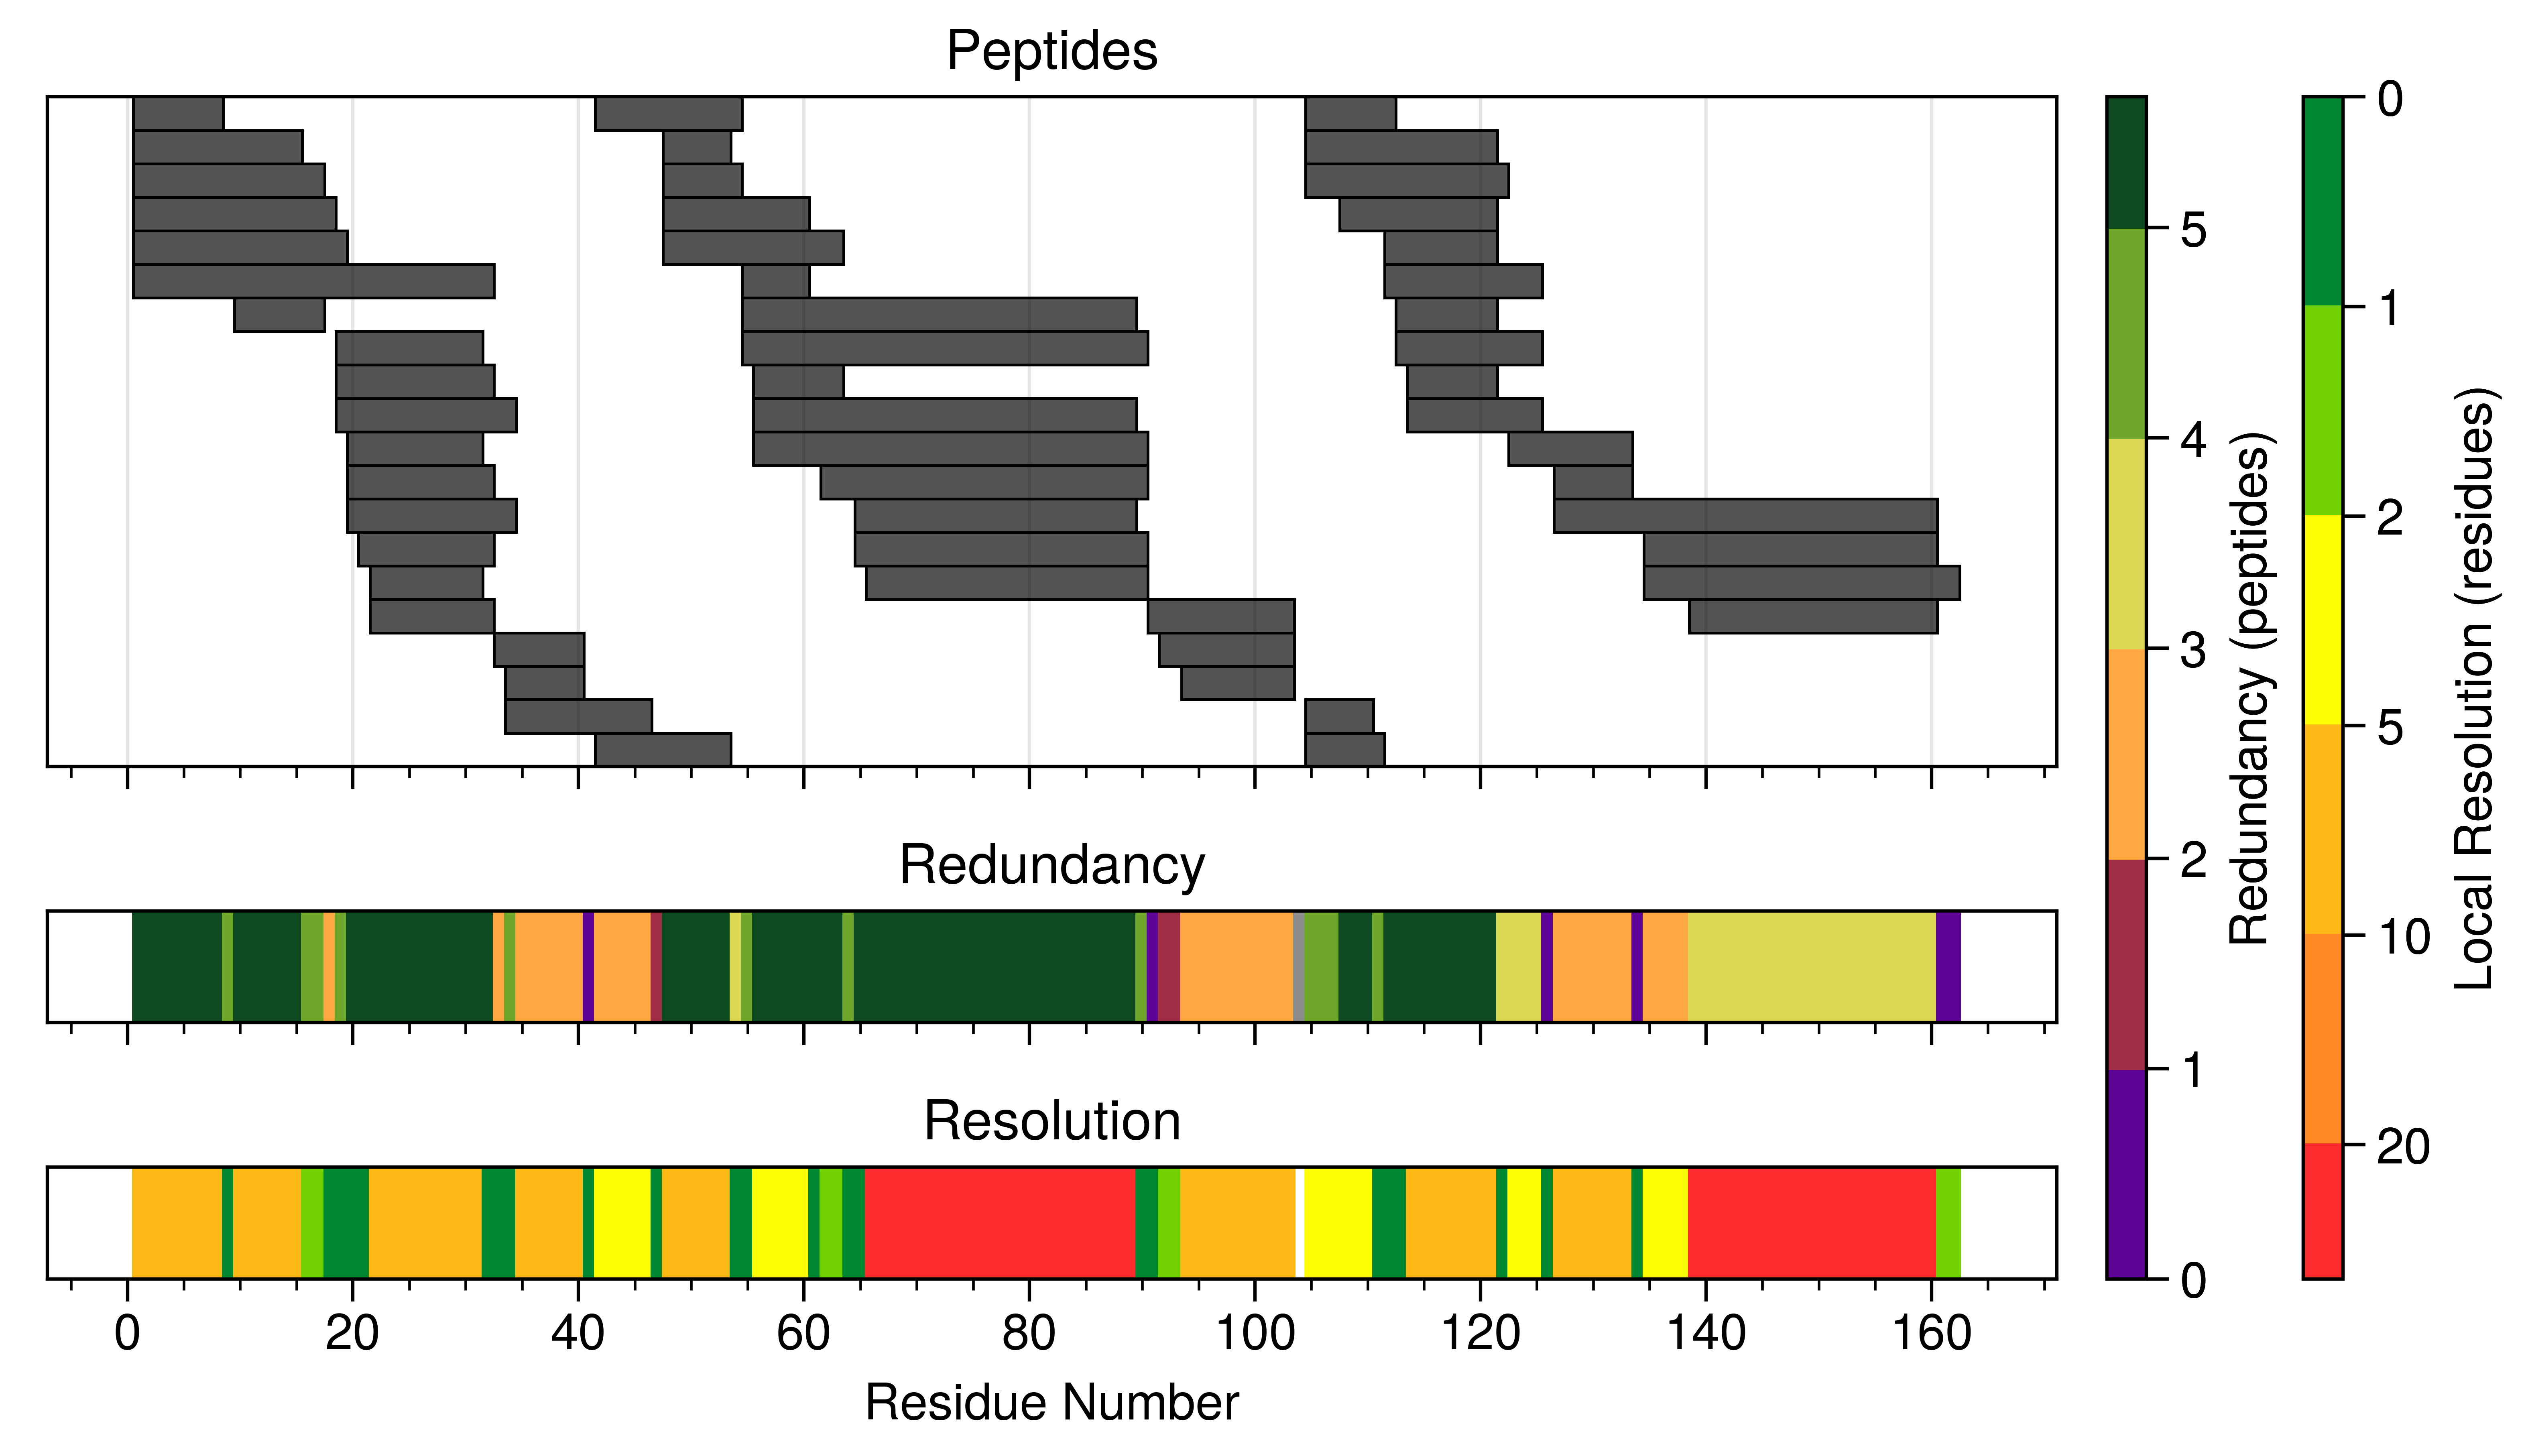 Peptides
Redundancy
Resolution
0 20 40 60 80 100 120 140 160
Residue Number
5
4
3
2
1
0
Redundancy (peptides)
0
1
2
5
10
20
Local Resolution (residues)